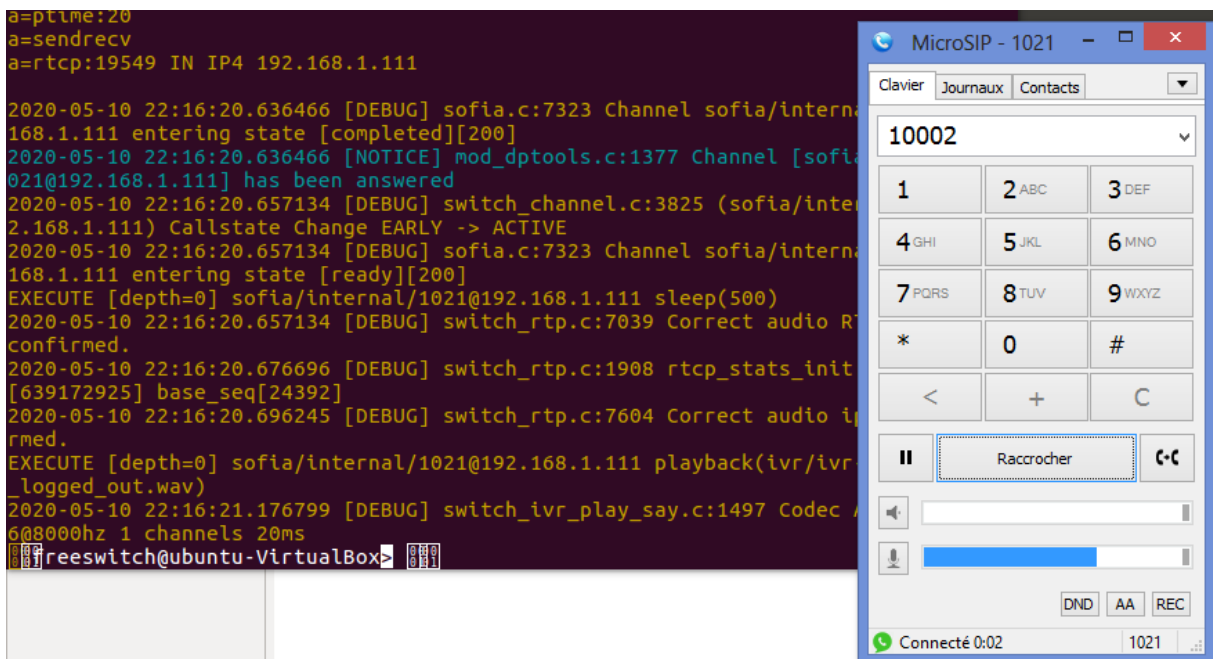 a=ptime:20
a=sendrecv
a=rtcp:19549 IN IP4 192.168.1.111
2020-05-10 22:16:20.636466 [DEBUG] sofia.c:7323 Channel sofia/interna
168.1.111 entering state [completed][200]
2020-05-10 22:16:20.636466 [NOTICE] mod_dptools.c:1377 Channel [sofia
021@192.168.1.111] has been answered
2020-05-10 22:16:20.657134 [DEBUG] switch_channel.c:3825 (sofia/inter
2.168.1.111) Callstate Change EARLY -> ACTIVE
2020-05-10 22:16:20.657134 [DEBUG] sofia.c:7323 Channel sofia/interna
168.1.111 entering state [ready][200]
EXECUTE [depth=0] sofia/internal/1021@192.168.1.111 sleep(500)
2020-05-10 22:16:20.657134 [DEBUG] switch_rtp.c:7039 Correct audio R
confirmed.
2020-05-10 22:16:20.676696 [DEBUG] switch_rtp.c:1908 rtcp_stats_init
[639172925] base_seq[24392]
2020-05-10 22:16:20.696245 [DEBUG] switch_rtp.c:7604 Correct audio i
rmed.
EXECUTE [depth=0] sofia/internal/1021@192.168.1.111 playback(ivr/ivr
_logged_out.wav)
2020-05-10 22:16:21.176799 [DEBUG] switch_ivr_play_say.c:1497 Codec
6@8000hz 1 channels 20ms
freeswitch@ubuntu-VirtualBox>
MicroSIP - 1021
Clavier Journaux Contacts
10002
1 2 ABC 3 DEF
4 GHI 5 JKL 6 MNO
7 PQRS 8 TUV 9 WXYZ
* 0 #
< + C
Raccrocher
DND AA REC
Connecté 0:02 1021